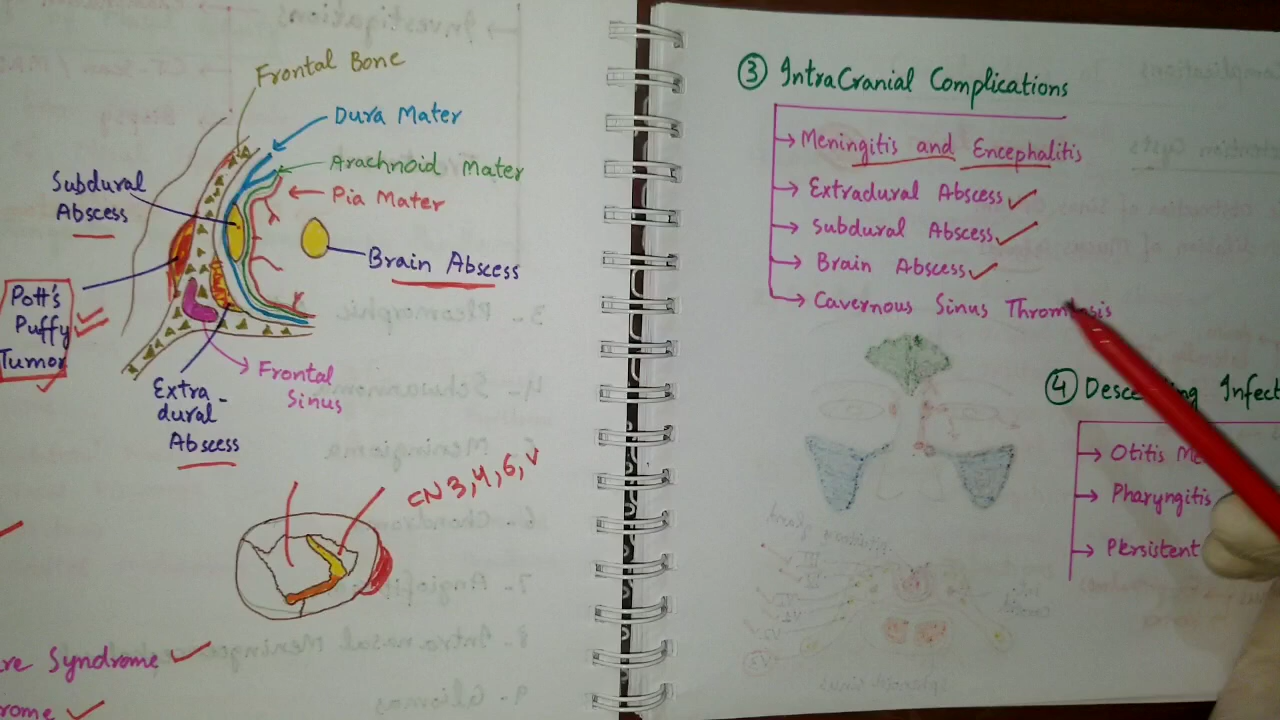 Frontal Bone
Dura Mater
Arachnoid Mater
Pia Mater
Subdural
Abscess
Brain Abscess
Pott's
Puffy
Tumor
Frontal
Sinus
Extra-
dural
Abscess
CN 3,4,6,V
re Syndrome
rome
③ IntraCranial Complications
→ Meningitis and Encephalitis
→ Extradural Abscess
→ Subdural Abscess
→ Brain Abscess
→ Cavernous Sinus
④
Infect
→ Otitis
→ Pharyngitis
→ Persistent